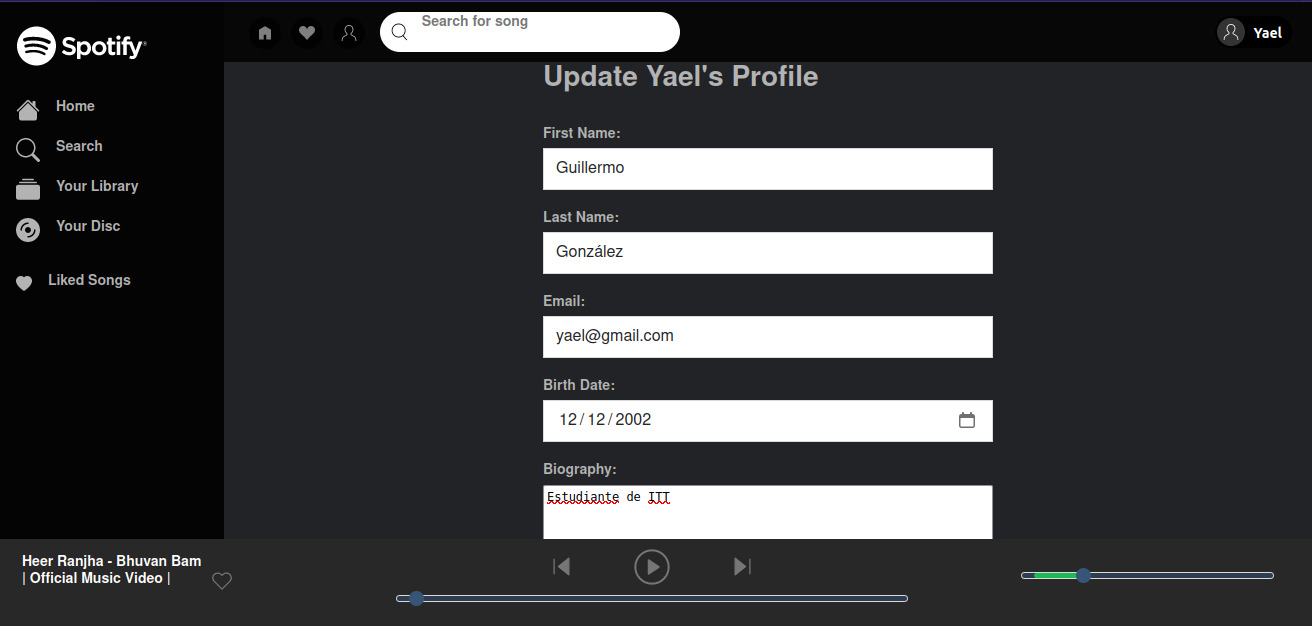 Spotify®
Home
Search
Your Library
Your Disc
Liked Songs
Search for song
Yael
Update Yael's Profile
First Name:
Guillermo
Last Name:
González
Email:
yael@gmail.com
Birth Date:
12/12/2002
Biography:
Estudiante de ITT
Heer Ranjha - Bhuvan Bam
| Official Music Video |